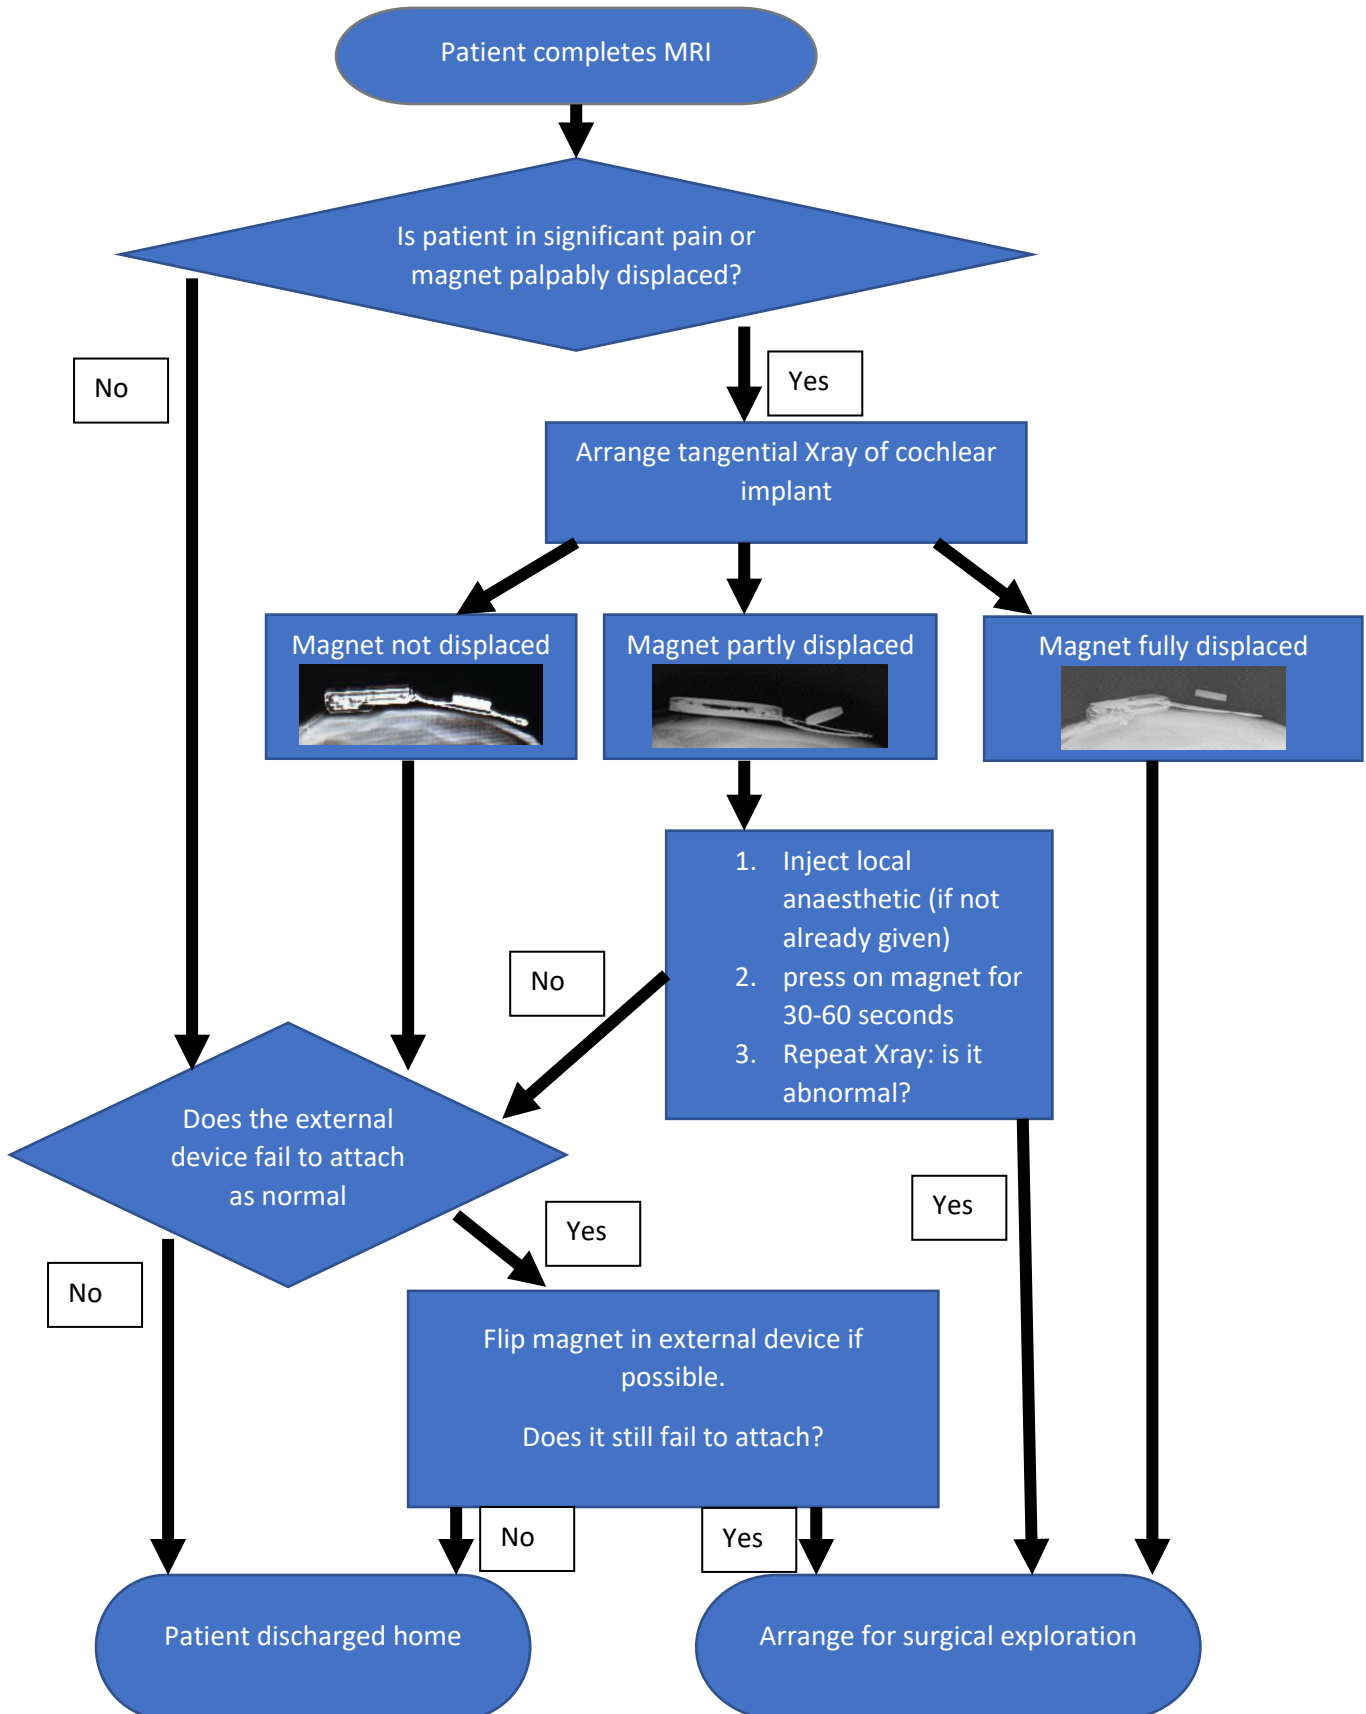 Patient completes MRI
Is patient in significant pain or
magnet palpably displaced?
No
Yes
Arrange tangential Xray of cochlear
implant
Magnet not displaced
Magnet partly displaced
Magnet fully displaced
1. Inject local
anaesthetic (if not
already given)
2. press on magnet for
30-60 seconds
3. Repeat Xray: is it
abnormal?
No
Does the external
device fail to attach
as normal
Yes
Yes
No
Flip magnet in external device if
possible.
Does it still fail to attach?
No
Yes
Patient discharged home
Arrange for surgical exploration